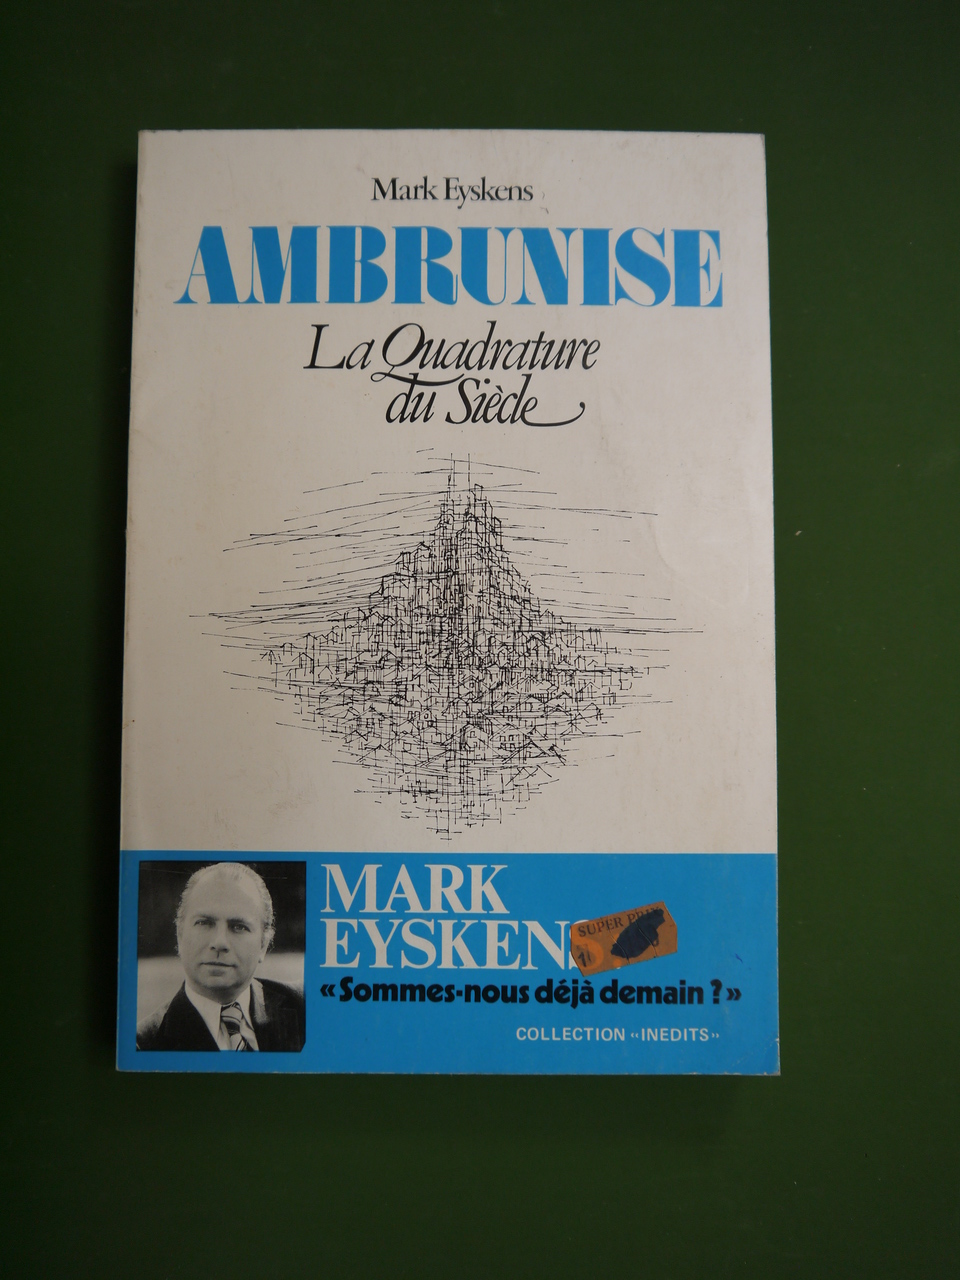 Mark Eyskens
AMBRUNISE
La Quadrature
du Siècle
MARK
EYSKENS
SUPER PRIX
«Sommes-nous déjà demain?»
COLLECTION «INEDITS»